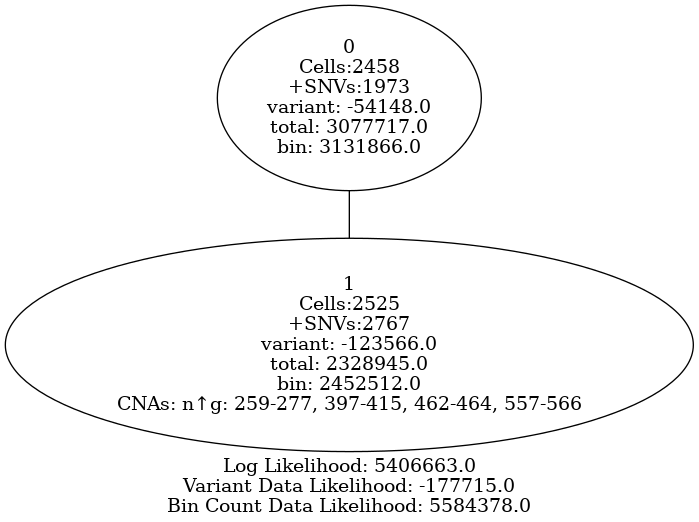 0
Cells:2458
+SNVs:1973
variant: -54148.0
total: 3077717.0
bin: 3131866.0
1
Cells:2525
+SNVs:2767
variant: -123566.0
total: 2328945.0
bin: 2452512.0
CNAs: n↑g: 259-277, 397-415, 462-464, 557-566
Log Likelihood: 5406663.0
Variant Data Likelihood: -177715.0
Bin Count Data Likelihood: 5584378.0